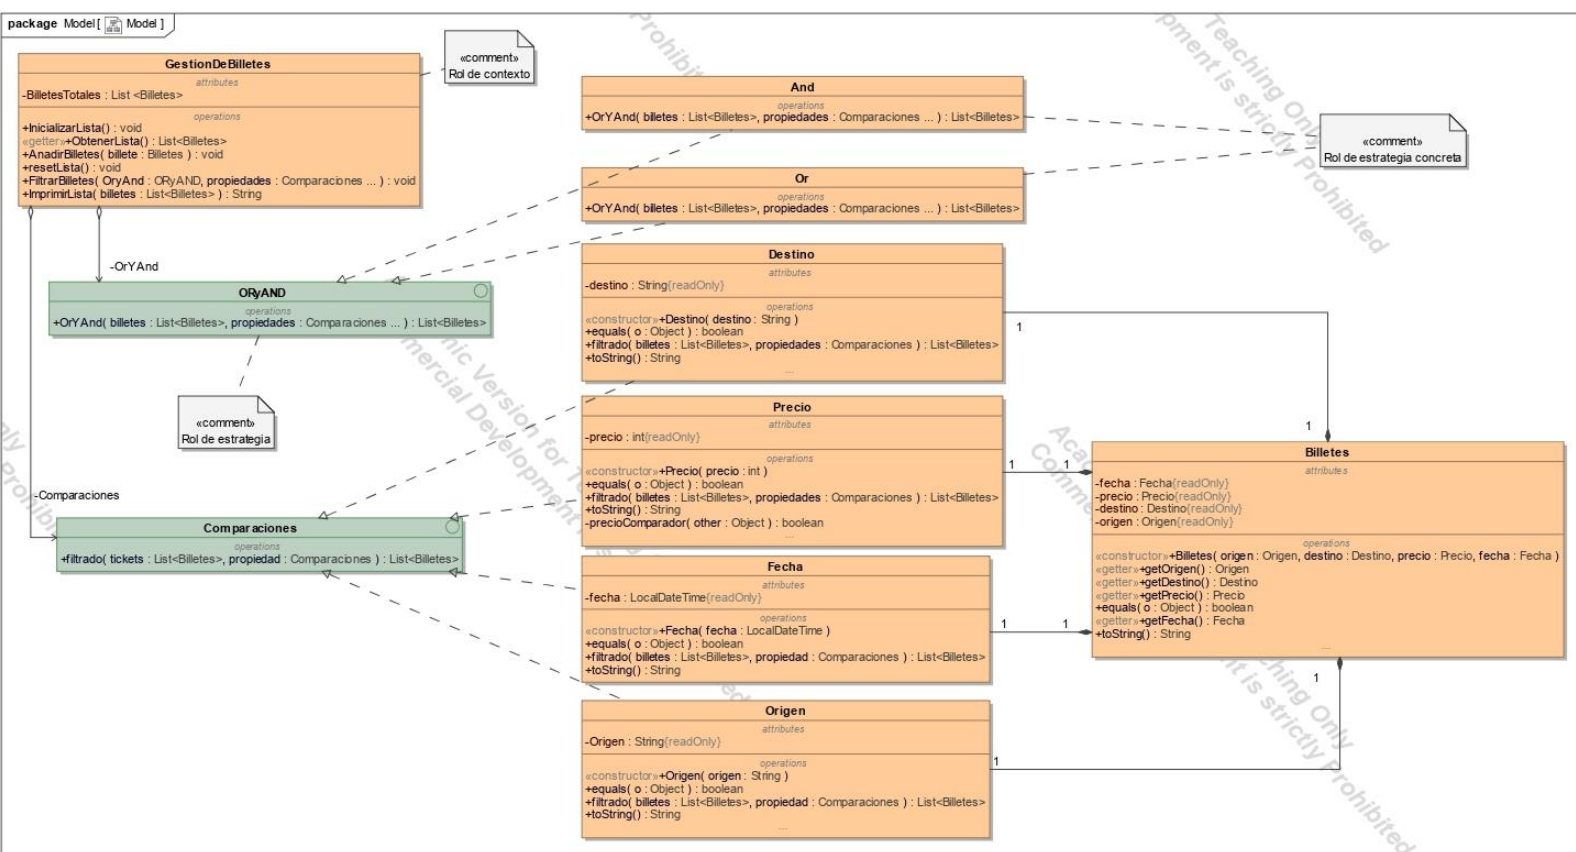 package Model [ Model ]
GestionDeBilletes
attributes
-BilletesTotales : List <Billetes>
operations
+InicializarLista() : void
«getter»+ObtenerLista() : List<Billetes>
+AnadirBilletes( billete : Billetes ) : void
+resetLista() : void
+FiltrarBilletes( OryAnd : ORyAND, propiedades : Comparaciones ... ) : void
+ImprimirLista( billetes : List<Billetes> ) : String
«comment»
Rol de contexto
-OrYAnd
ORyAND
operations
+OrYAnd( billetes : List<Billetes>, propiedades : Comparaciones ... ) : List<Billetes>
«comment»
Rol de estrategia
-Comparaciones
Comparaciones
operations
+filtrado( tickets : List<Billetes>, propiedad : Comparaciones ) : List<Billetes>
And
operations
+OrYAnd( billetes : List<Billetes>, propiedades : Comparaciones ... ) : List<Billetes>
Or
operations
+OrYAnd( billetes : List<Billetes>, propiedades : Comparaciones ... ) : List<Billetes>
«comment»
Rol de estrategia concreta
Destino
attributes
-destino : String{readOnly}
operations
«constructor»+Destino( destino : String )
+equals( o : Object ) : boolean
+filtrado( billetes : List<Billetes>, propiedades : Comparaciones ) : List<Billetes>
+toString() : String
...
1
1
Precio
attributes
-precio : int{readOnly}
operations
«constructor»+Precio( precio : int )
+equals( o : Object ) : boolean
+filtrado( billetes : List<Billetes>, propiedades : Comparaciones ) : List<Billetes>
+toString() : String
-precioComparador( other : Object ) : boolean
...
1
1
Fecha
attributes
-fecha : LocalDateTime{readOnly}
operations
«constructor»+Fecha( fecha : LocalDateTime )
+equals( o : Object ) : boolean
+filtrado( billetes : List<Billetes>, propiedad : Comparaciones ) : List<Billetes>
+toString() : String
1
1
Origen
attributes
-Origen : String{readOnly}
operations
«constructor»+Origen( origen : String )
+equals( o : Object ) : boolean
+filtrado( billetes : List<Billetes>, propiedad : Comparaciones ) : List<Billetes>
+toString() : String
...
1
1
Billetes
attributes
-fecha : Fecha{readOnly}
-precio : Precio{readOnly}
-destino : Destino{readOnly}
-origen : Origen{readOnly}
operations
«constructor»+Billetes( origen : Origen, destino : Destino, precio : Precio, fecha : Fecha )
«getter»+getOrigen() : Origen
«getter»+getDestino() : Destino
«getter»+getPrecio() : Precio
+equals( o : Object ) : boolean
«getter»+getFecha() : Fecha
+toString() : String
...
Teaching Only
is strictly Prohibited
Version for
Development